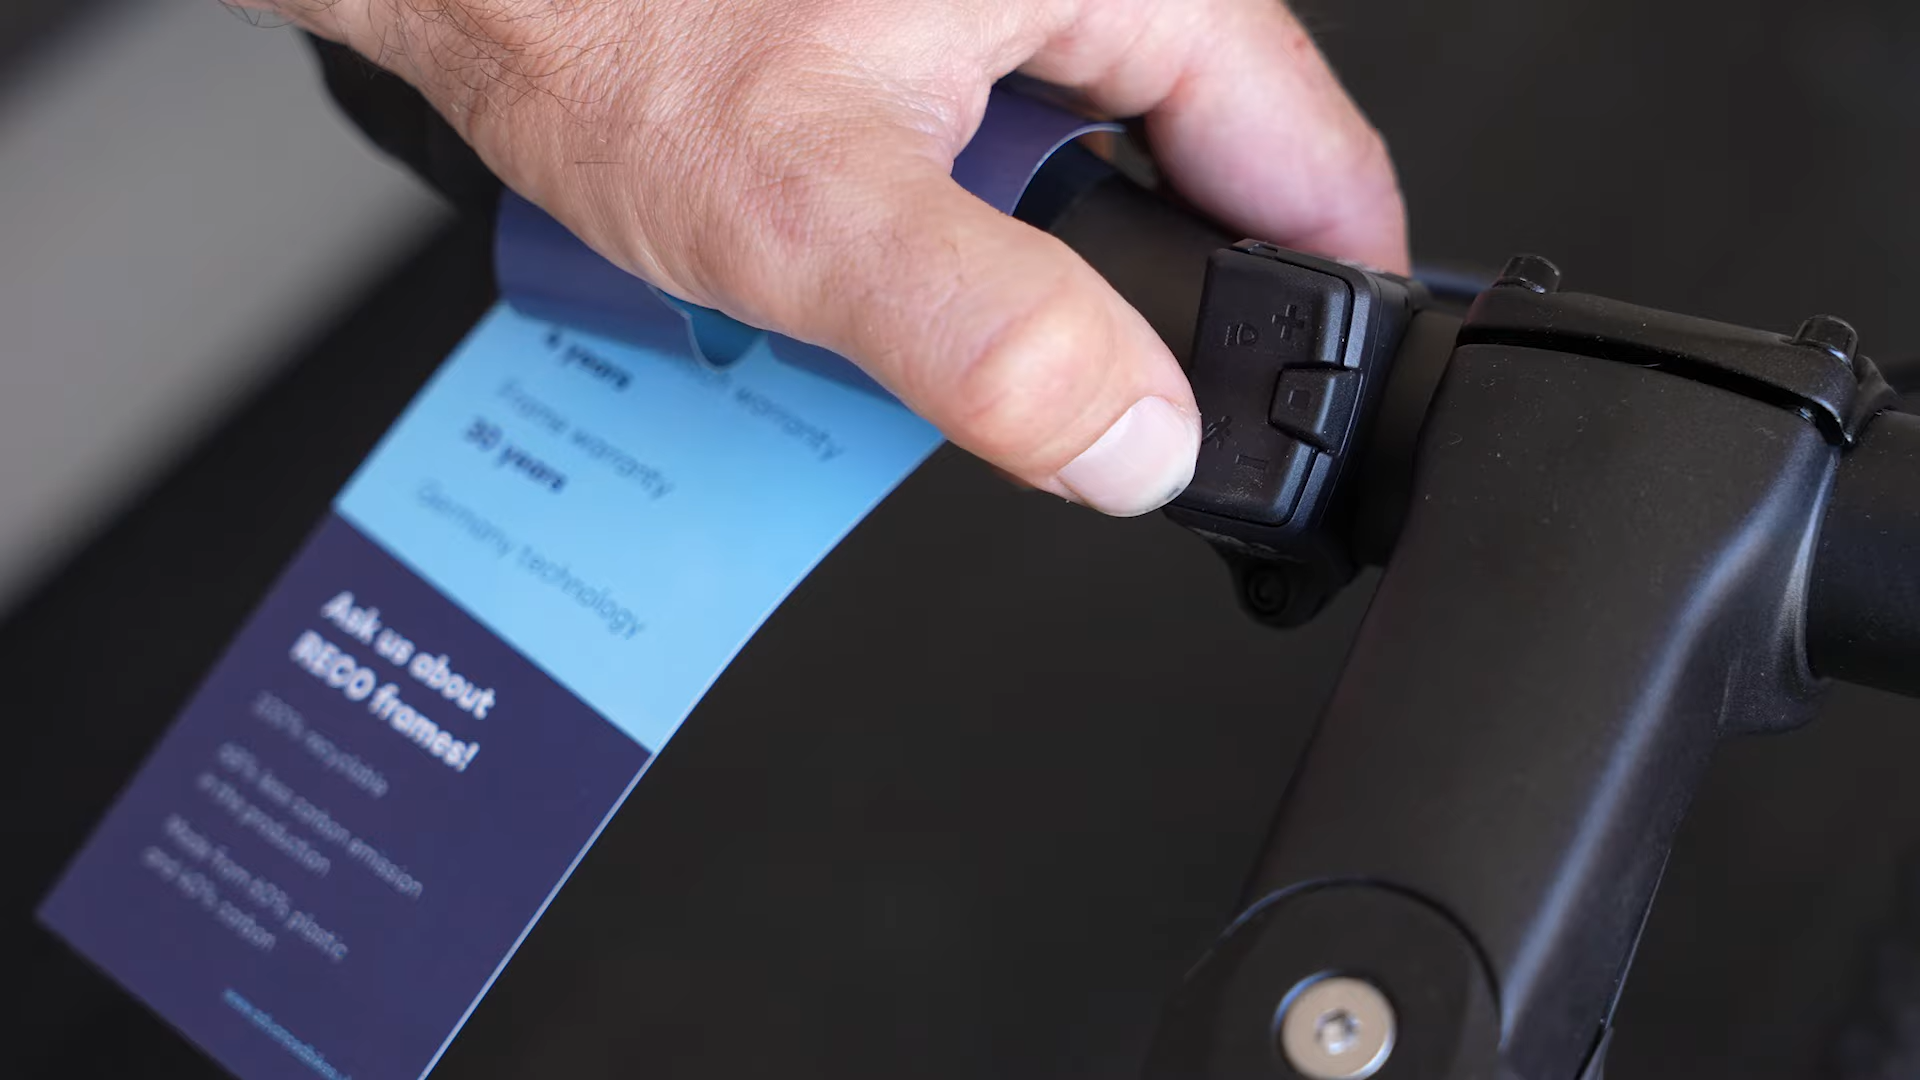 years
warranty
Frame warranty
30 years
Germany technology
Ask us about
RECO frames!
100% recyclable
less carbon emission
in the production
Made from 60% plastic
and 40% carbon